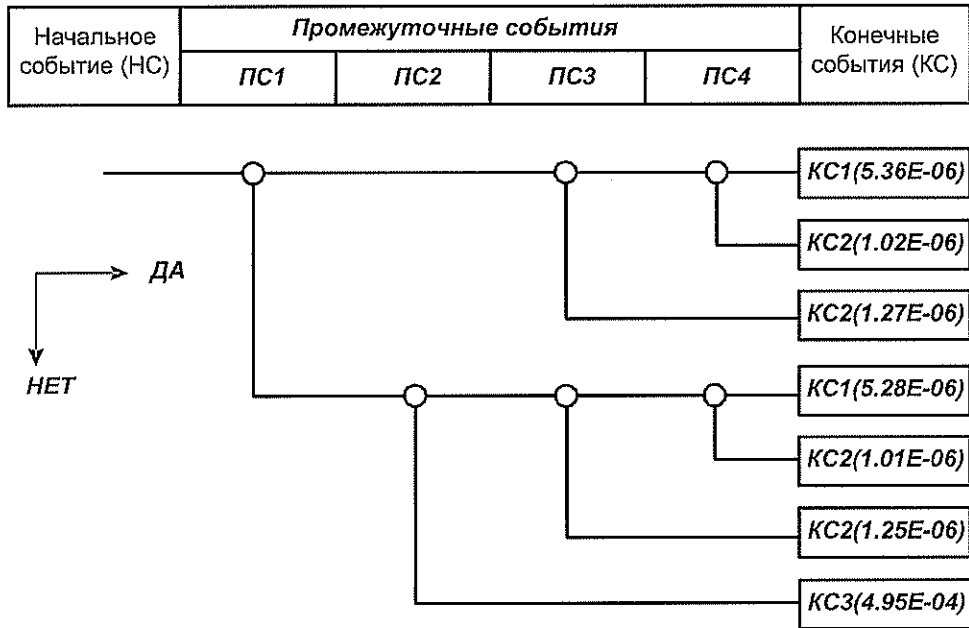 Начальное
событие (НС)
Промежуточные события
ПС1 ПС2 ПС3 ПС4
Конечные
события (КС)
КС1(5.36E-06)
КС2(1.02E-06)
ДА
КС2(1.27E-06)
НЕТ
КС1(5.28E-06)
КС2(1.01E-06)
КС2(1.25E-06)
КС3(4.95E-04)